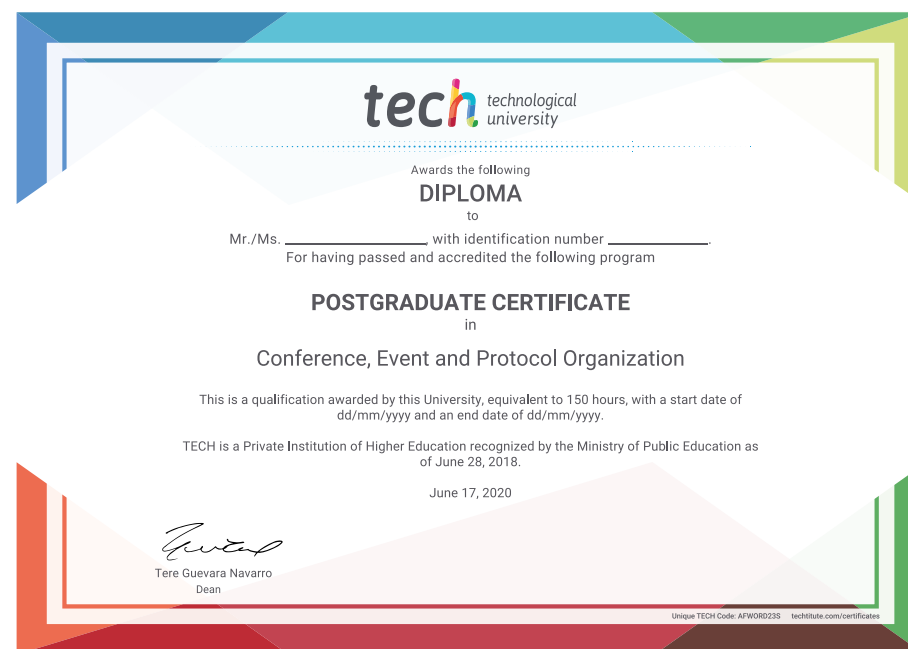 tech technological
university
Awards the following
DIPLOMA
to
Mr./Ms. ____________________, with identification number ______________.
For having passed and accredited the following program
POSTGRADUATE CERTIFICATE
in
Conference, Event and Protocol Organization
This is a qualification awarded by this University, equivalent to 150 hours, with a start date of
dd/mm/yyyy and an end date of dd/mm/yyyy.
TECH is a Private Institution of Higher Education recognized by the Ministry of Public Education as
of June 28, 2018.
June 17, 2020
Tere Guevara Navarro
Dean
Unique TECH Code: AFWORD23S techtitute.com/certificates